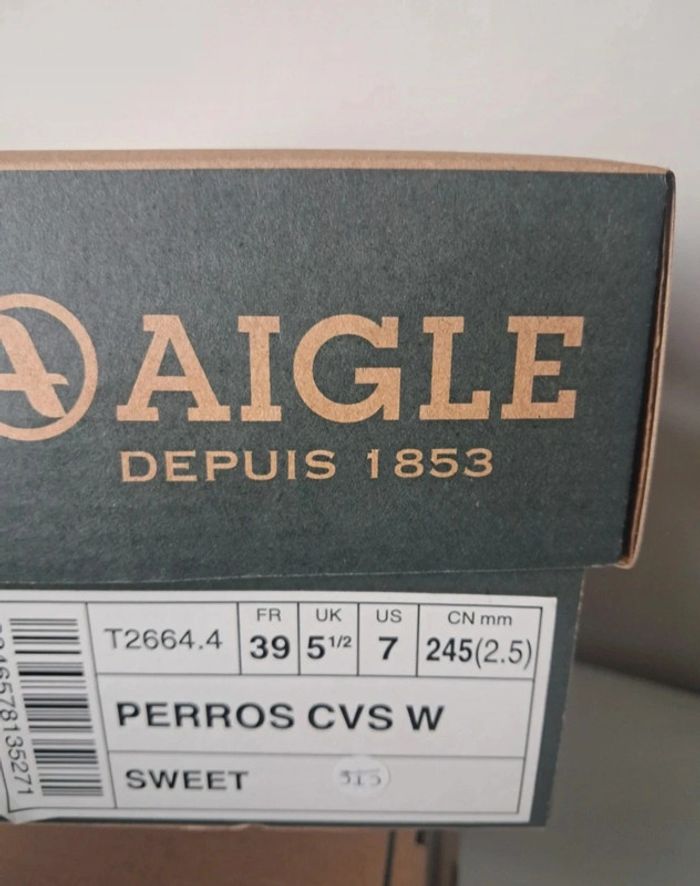 AIGLE
DEPUIS 1853
T2664.4
FR
39
UK
5 1/2
US
7
CN mm
245(2.5)
PERROS CVS W
SWEET
315